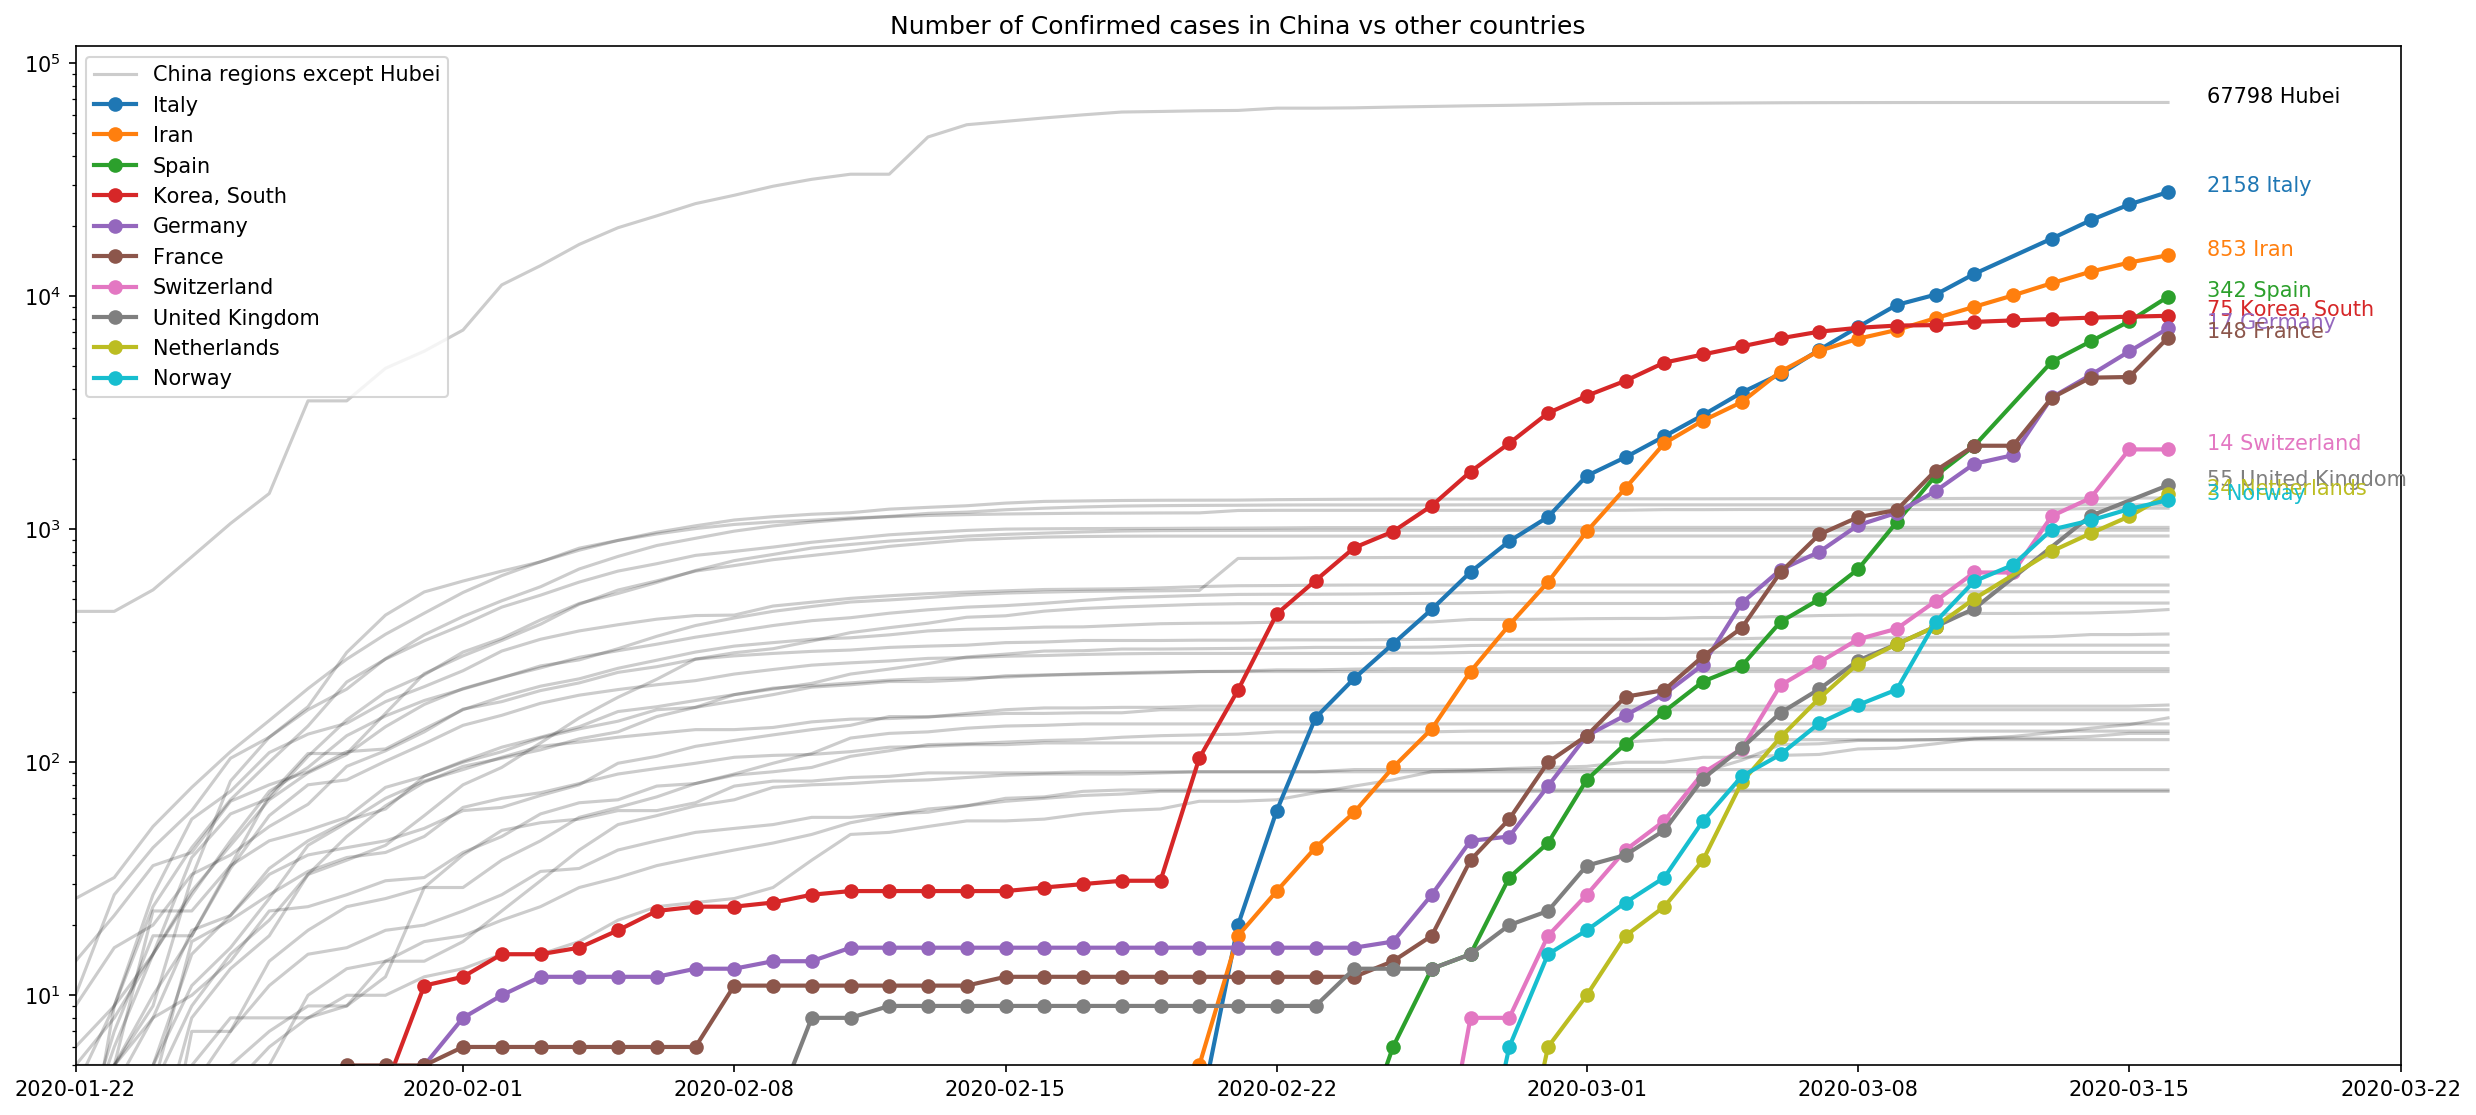 Number of Confirmed cases in China vs other countries
10^5
10^4
10^3
10^2
10^1
China regions except Hubei
Italy
Iran
Spain
Korea, South
Germany
France
Switzerland
United Kingdom
Netherlands
Norway
67798 Hubei
2158 Italy
853 Iran
342 Spain
75 Korea, South
17 Germany
148 France
14 Switzerland
55 United Kingdom
24 Netherlands
3 Norway
2020-01-22
2020-02-01
2020-02-08
2020-02-15
2020-02-22
2020-03-01
2020-03-08
2020-03-15
2020-03-22